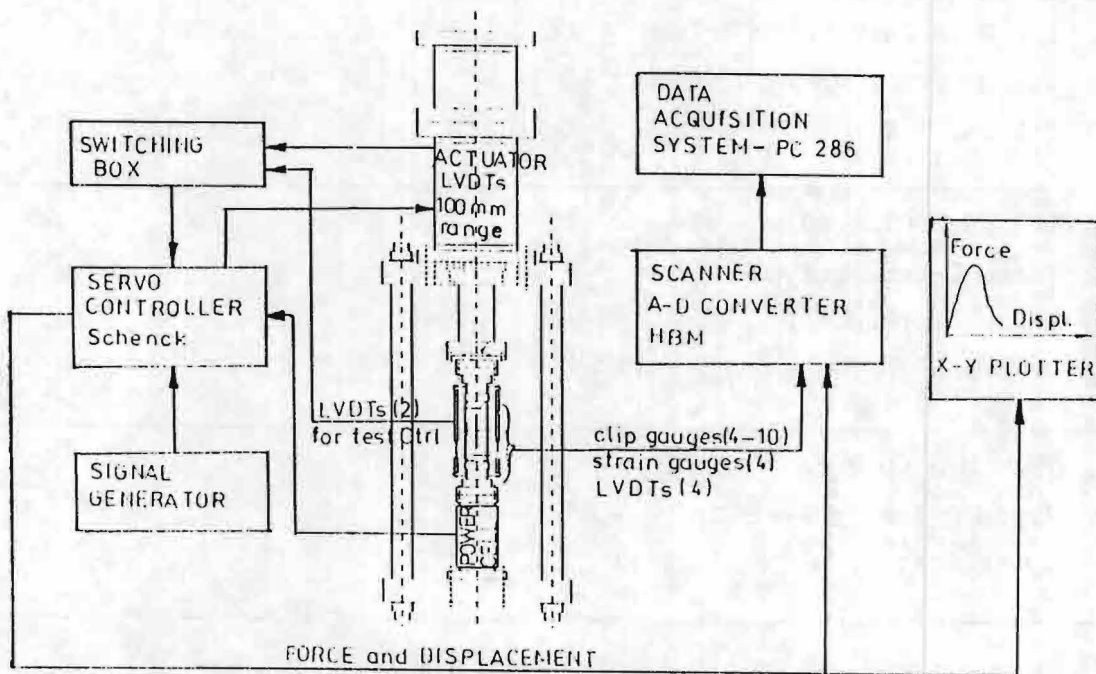 SWITCHING
BOX
SERVO
CONTROLLER
Schenck
SIGNAL
GENERATOR
ACTUATOR
LVDTs
100 mm
range
LVDTs (2)
for test Ctrl
POWER
CELL
clip gauges(4-10)
strain gauges(4)
LVDTs (4)
DATA
ACQUISITION
SYSTEM- PC 286
SCANNER
A-D CONVERTER
HBM
Force
Displ.
X-Y PLOTTER
FORCE and DISPLACEMENT